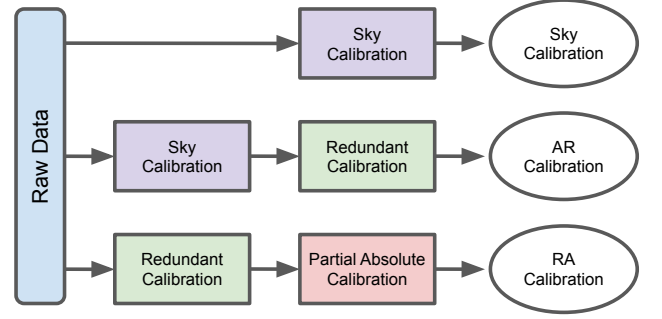 Raw Data
Sky
Calibration
Sky
Calibration
Sky
Calibration
Redundant
Calibration
AR
Calibration
Redundant
Calibration
Partial Absolute
Calibration
RA
Calibration